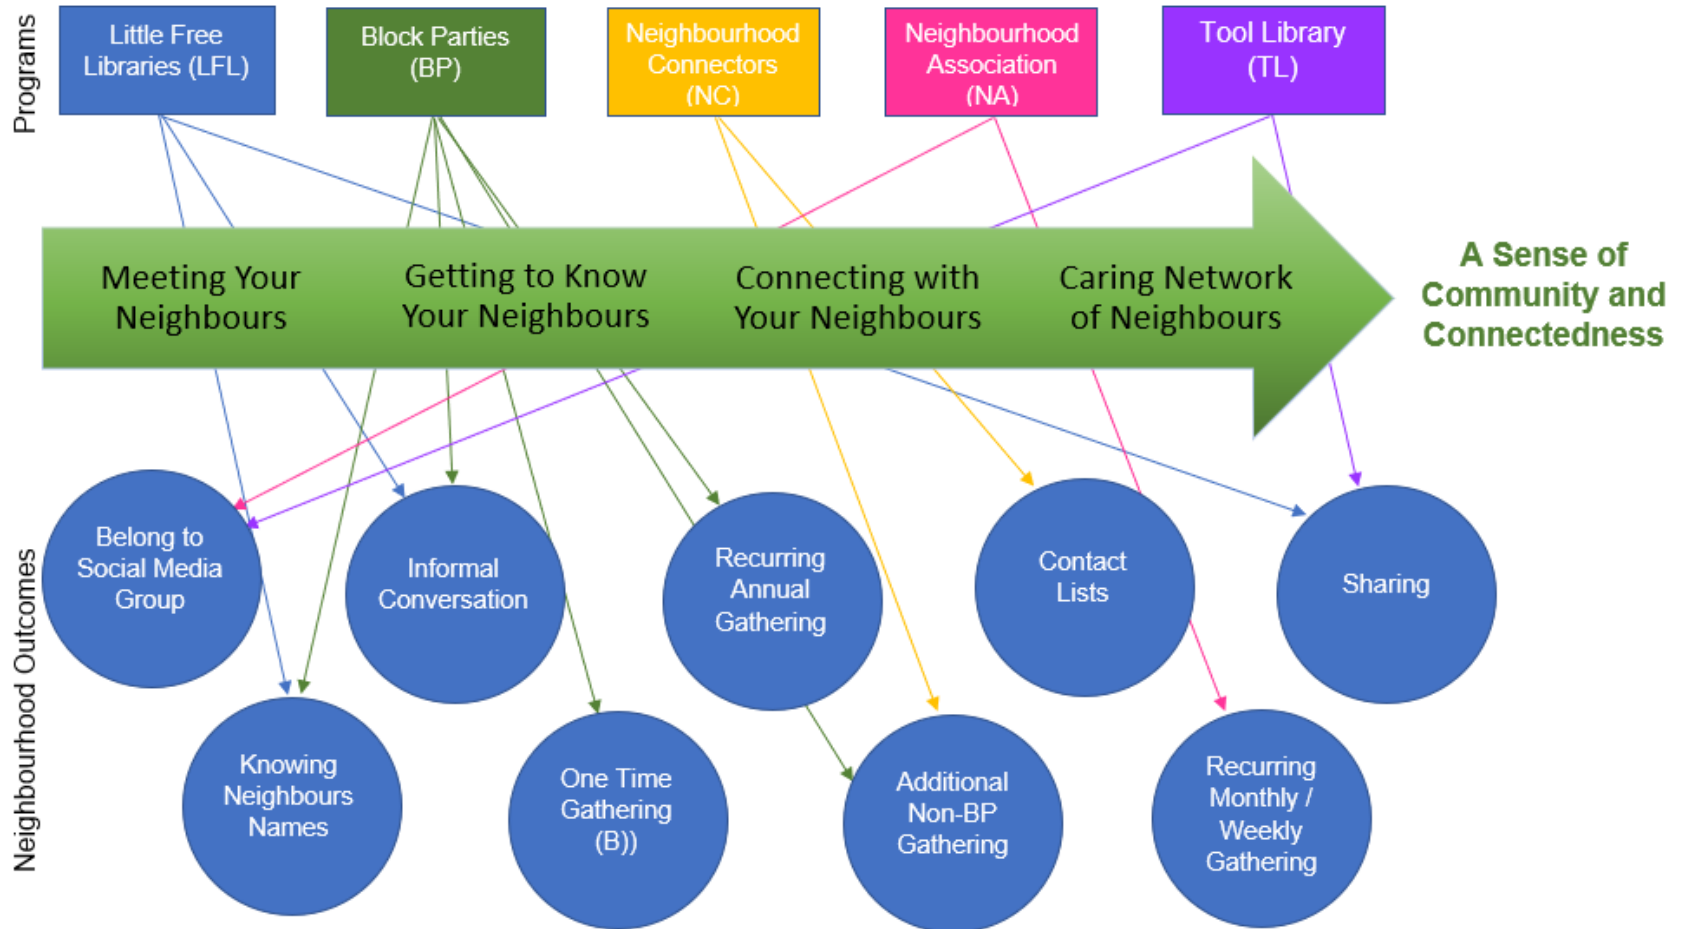 Programs
Little Free
Libraries (LFL)
Block Parties
(BP)
Neighbourhood
Connectors
(NC)
Neighbourhood
Association
(NA)
Tool Library
(TL)
Meeting Your
Neighbours
Getting to Know
Your Neighbours
Connecting with
Your Neighbours
Caring Network
of Neighbours
A Sense of
Community and
Connectedness
Neighbourhood Outcomes
Belong to
Social Media
Group
Informal
Conversation
Recurring
Annual
Gathering
Contact
Lists
Sharing
Knowing
Neighbours
Names
One Time
Gathering
(B))
Additional
Non-BP
Gathering
Recurring
Monthly /
Weekly
Gathering